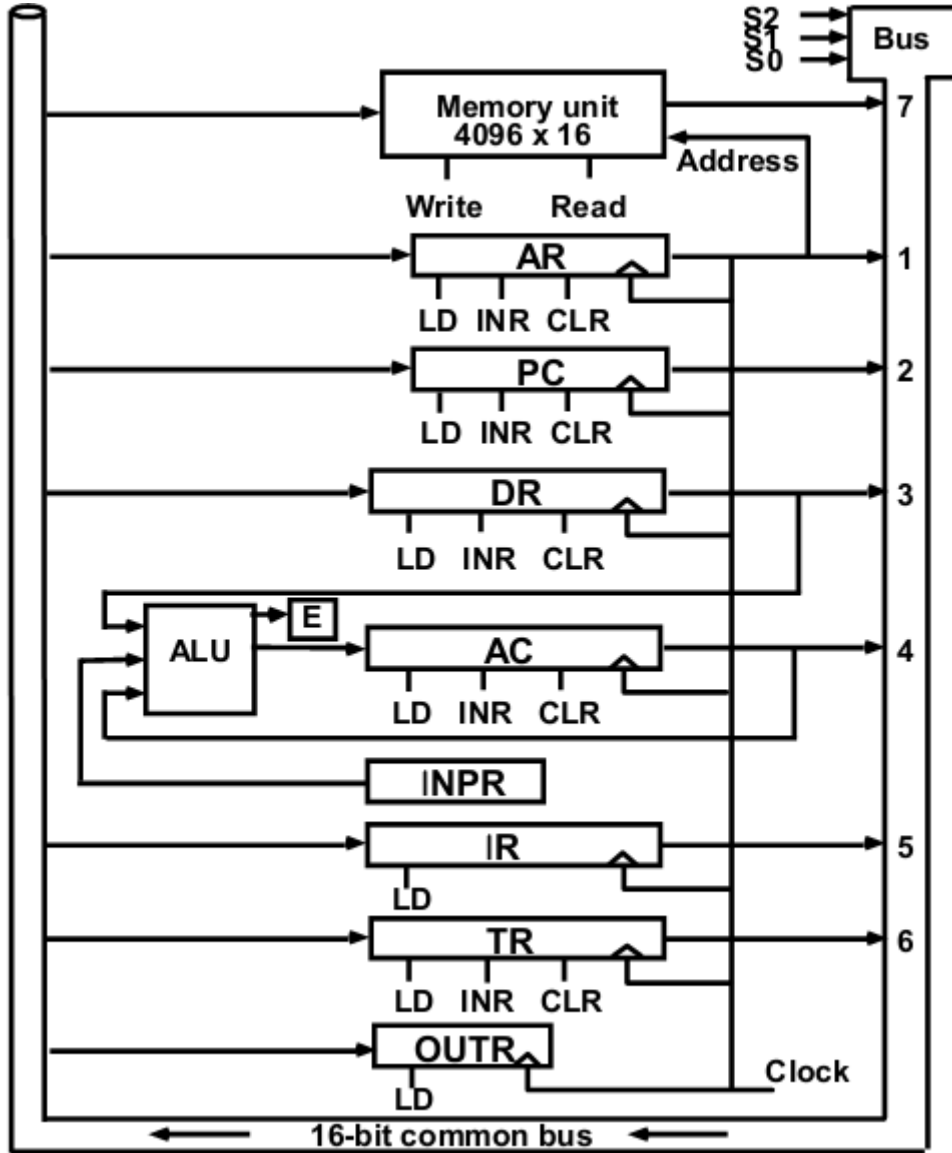 S2
S1
S0
Bus
Memory unit
4096 x 16
7
Address
Write Read
AR
1
LD INR CLR
PC
2
LD INR CLR
DR
3
LD INR CLR
E
ALU
AC
4
LD INR CLR
INPR
IR
5
LD
TR
6
LD INR CLR
OUTR
Clock
LD
16-bit common bus